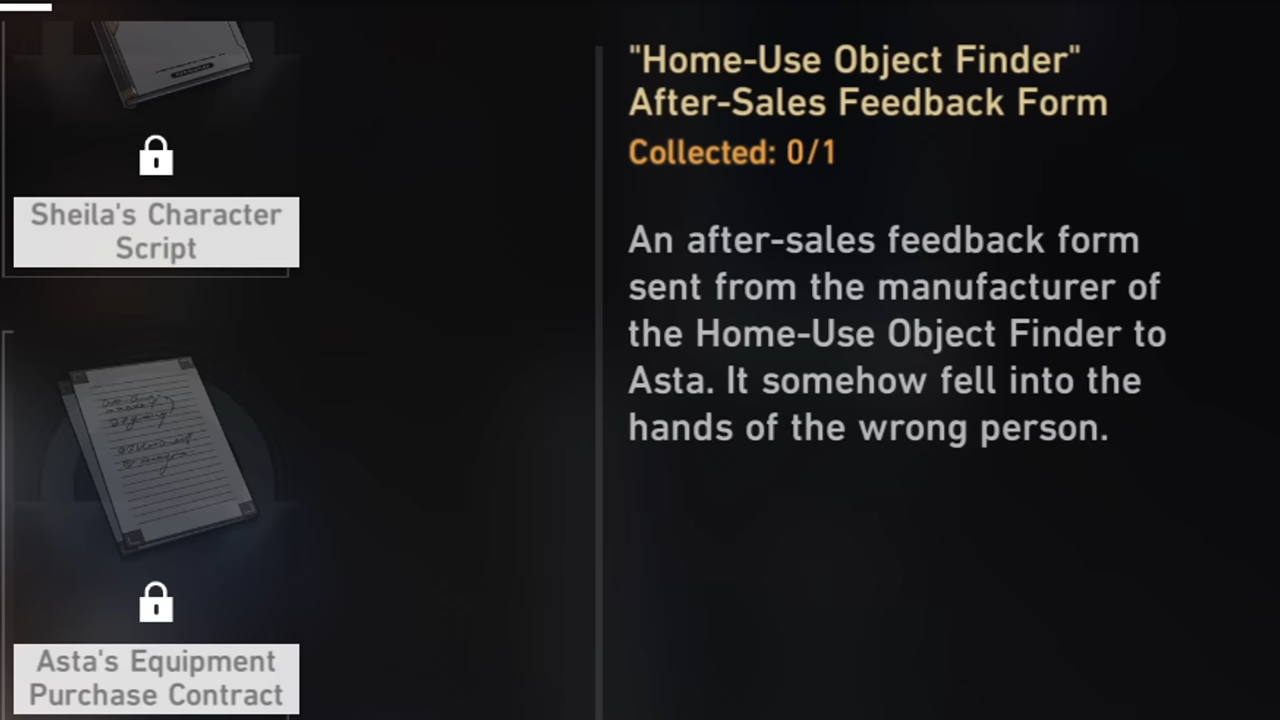 Sheila's Character
Script
Asta's Equipment
Purchase Contract
"Home-Use Object Finder"
After-Sales Feedback Form
Collected: 0/1
An after-sales feedback form
sent from the manufacturer of
the Home-Use Object Finder to
Asta. It somehow fell into the
hands of the wrong person.